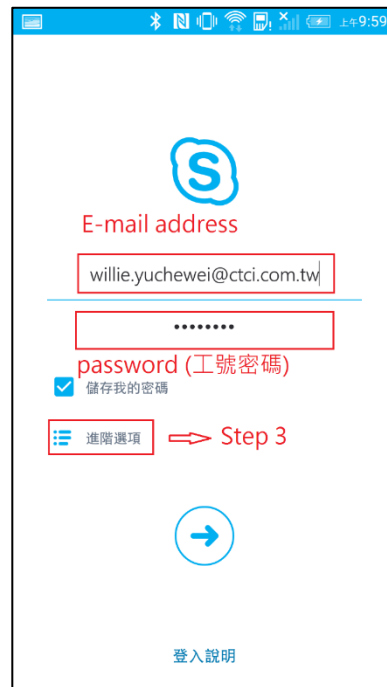 上午9:59
S
E-mail address
willie.yuchewei@ctci.com.tw
••••••••
password (工號密碼)
儲存我的密碼
進階選項 Step 3
登入說明